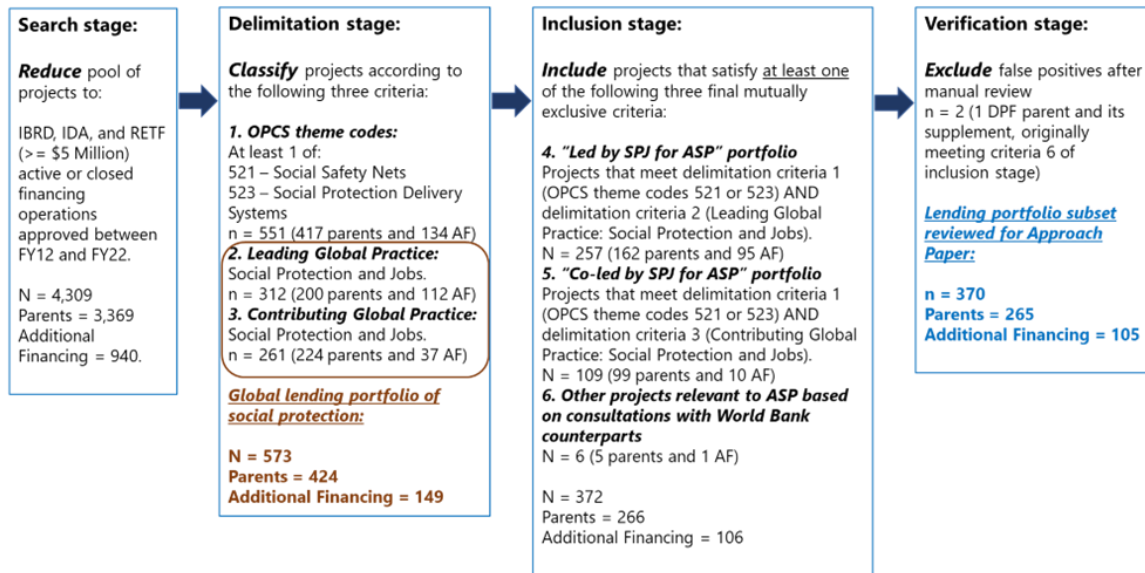 Search stage:
Reduce pool of
projects to:
IBRD, IDA, and RETF
(>= $5 Million)
active or closed
financing
operations
approved between
FY12 and FY22.
N = 4,309
Parents = 3,369
Additional
Financing = 940.
Delimitation stage:
Classify projects according to
the following three criteria:
1. OPCS theme codes:
At least 1 of:
521 – Social Safety Nets
523 – Social Protection Delivery
Systems
n = 551 (417 parents and 134 AF)
2. Leading Global Practice:
Social Protection and Jobs.
n = 312 (200 parents and 112 AF)
3. Contributing Global Practice:
Social Protection and Jobs.
n = 261 (224 parents and 37 AF)
Global lending portfolio of
social protection:
N = 573
Parents = 424
Additional Financing = 149
Inclusion stage:
Include projects that satisfy at least one
of the following three final mutually
exclusive criteria:
4. “Led by SPJ for ASP” portfolio
Projects that meet delimitation criteria 1
(OPCS theme codes 521 or 523) AND
delimitation criteria 2 (Leading Global
Practice: Social Protection and Jobs).
N = 257 (162 parents and 95 AF)
5. “Co-led by SPJ for ASP” portfolio
Projects that meet delimitation criteria 1
(OPCS theme codes 521 or 523) AND
delimitation criteria 3 (Contributing Global
Practice: Social Protection and Jobs).
N = 109 (99 parents and 10 AF)
6. Other projects relevant to ASP based
on consultations with World Bank
counterparts
N = 6 (5 parents and 1 AF)
N = 372
Parents = 266
Additional Financing = 106
Verification stage:
Exclude false positives after
manual review
n = 2 (1 DPF parent and its
supplement, originally
meeting criteria 6 of
inclusion stage)
Lending portfolio subset
reviewed for Approach
Paper:
n = 370
Parents = 265
Additional Financing = 105